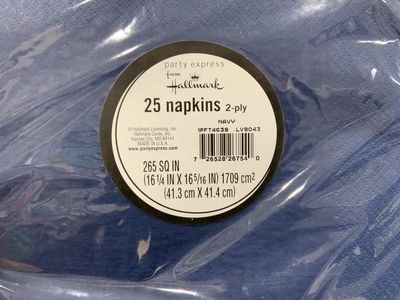 party express
from
Hallmark
25 napkins 2-ply
NAVY
© Hallmark Licensing, Inc.
Hallmark Cards, Inc.
Kansas City, MO 64141
MADE IN U.S.A.
www.partyexpress.com
1PFT4639 LV9043
7 26528 26754 0
265 SQ IN
(16 1/4 IN X 16 5/16 IN) 1709 cm²
(41.3 cm X 41.4 cm)